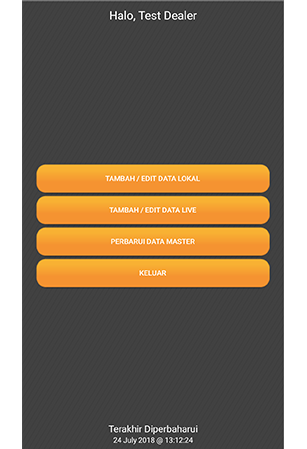 Halo, Test Dealer
TAMBAH / EDIT DATA LOKAL
TAMBAH / EDIT DATA LIVE
PERBARUI DATA MASTER
KELUAR
Terakhir Diperbaharui
24 July 2018 @ 13:12:24